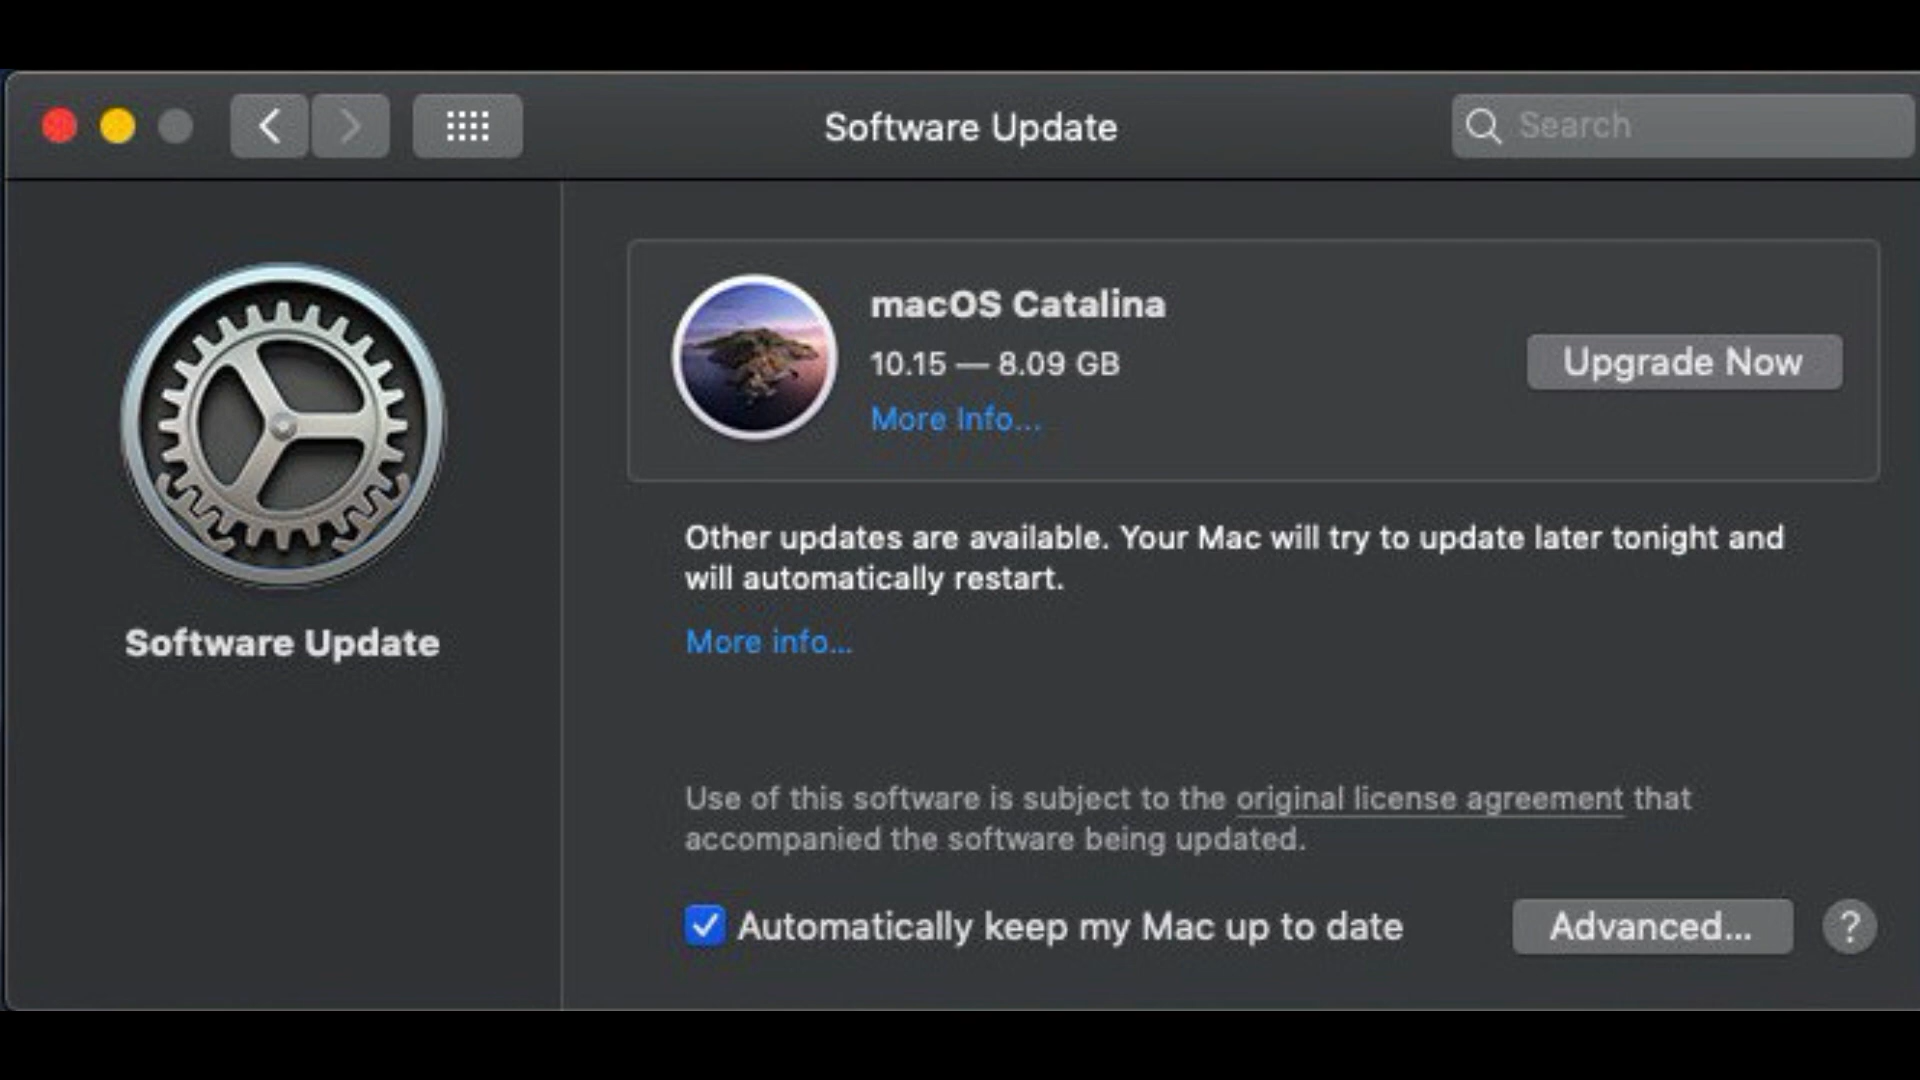 Software Update
Search
macOS Catalina
10.15 — 8.09 GB
More Info...
Upgrade Now
Software Update
Other updates are available. Your Mac will try to update later tonight and
will automatically restart.
More info...
Use of this software is subject to the original license agreement that
accompanied the software being updated.
Automatically keep my Mac up to date
Advanced...
?